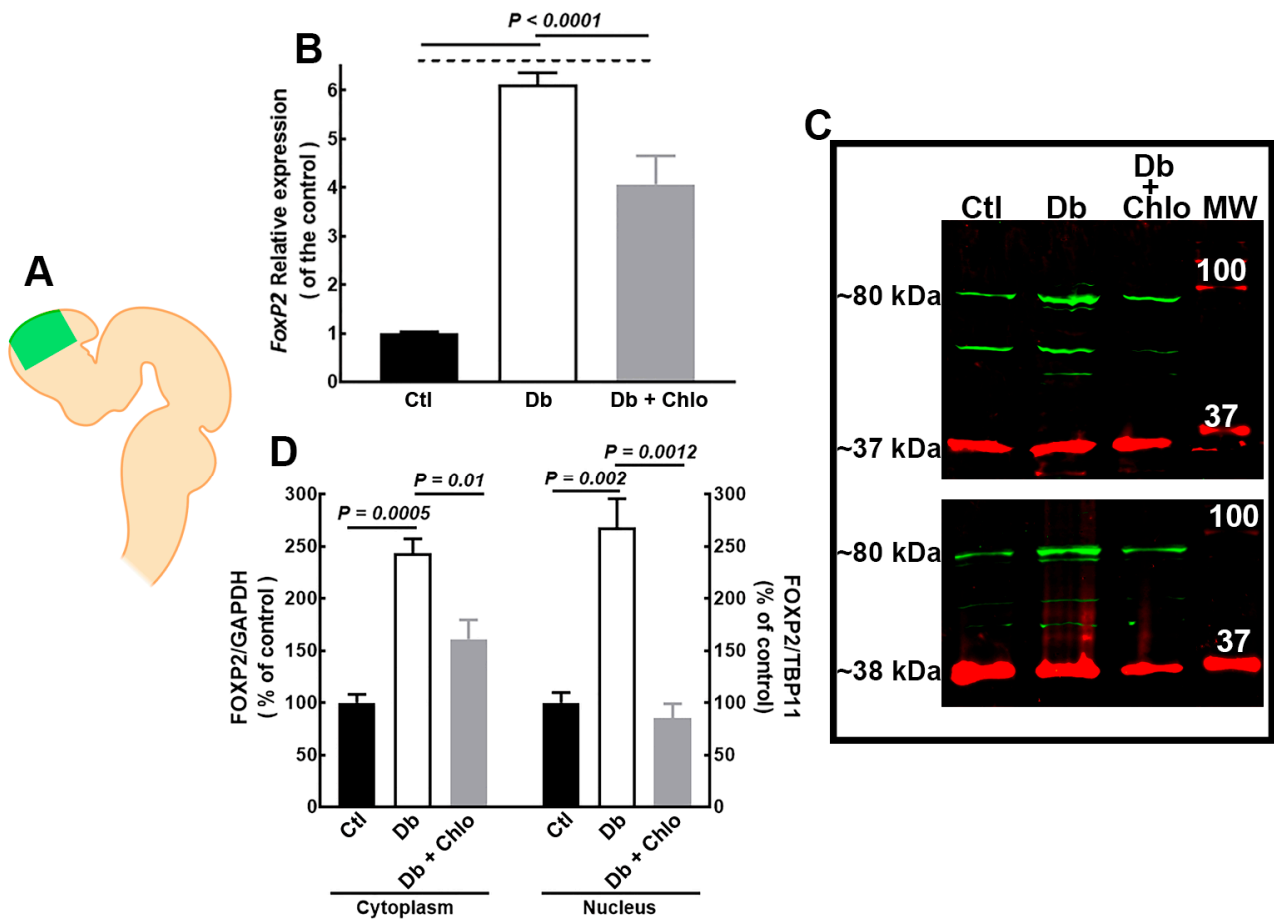 A
B
P < 0.0001
FoxP2 Relative expression
( of the control )
6
5
4
3
2
1
0
Ctl
Db
Db + Chlo
C
Db
+
Ctl Db Chlo MW
100
~80 kDa
37
~37 kDa
100
~80 kDa
37
~38 kDa
D
P = 0.0005
P = 0.01
P = 0.002
P = 0.0012
FOXP2/GAPDH
( % of control )
300
250
200
150
100
50
0
300
250
200
150
100
50
0
FOXP2/TBP11
(% of control)
Ctl
Db
Db + Chlo
Ctl
Db
Db + Chlo
Cytoplasm
Nucleus